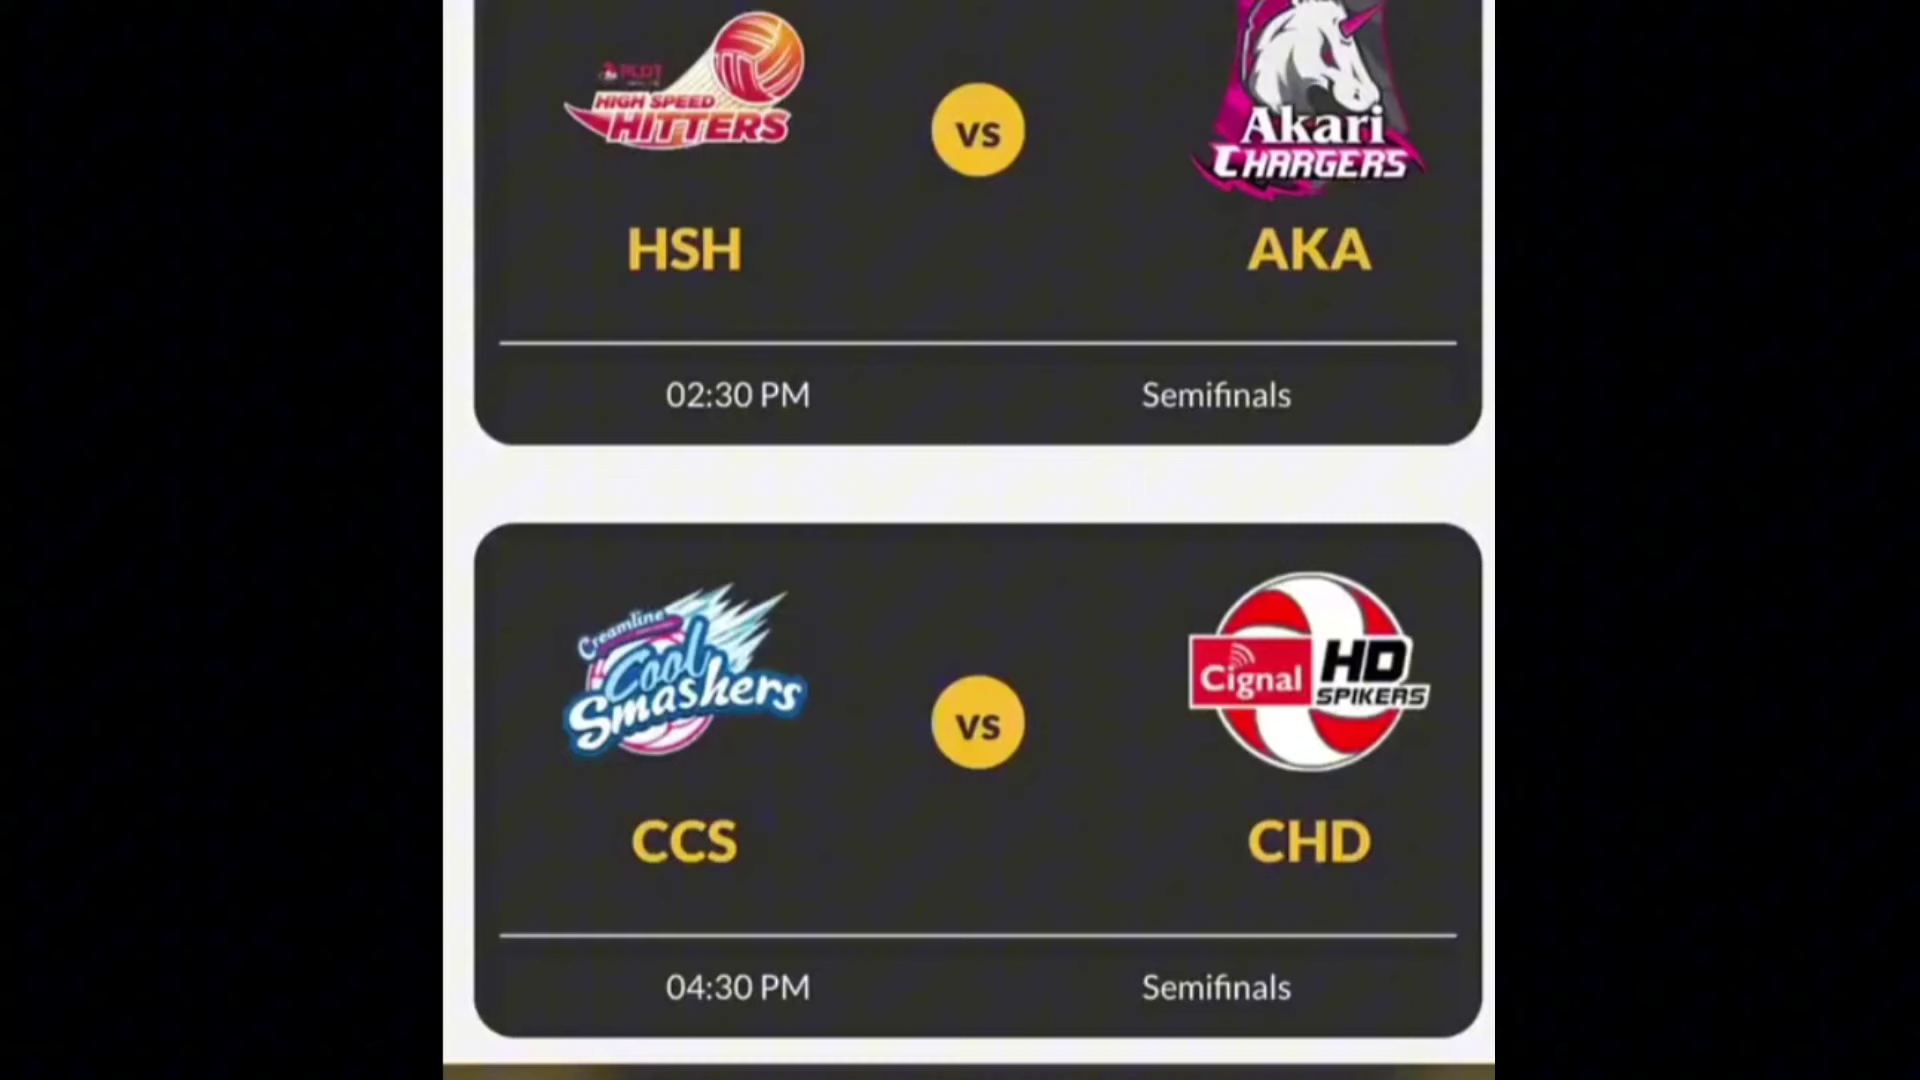 PLDT
HIGH SPEED
HITTERS
VS
Akari
CHARGERS
HSH
AKA
02:30 PM
Semifinals
Creamline
Cool
Smashers
VS
Cignal
HD
SPIKERS
CCS
CHD
04:30 PM
Semifinals